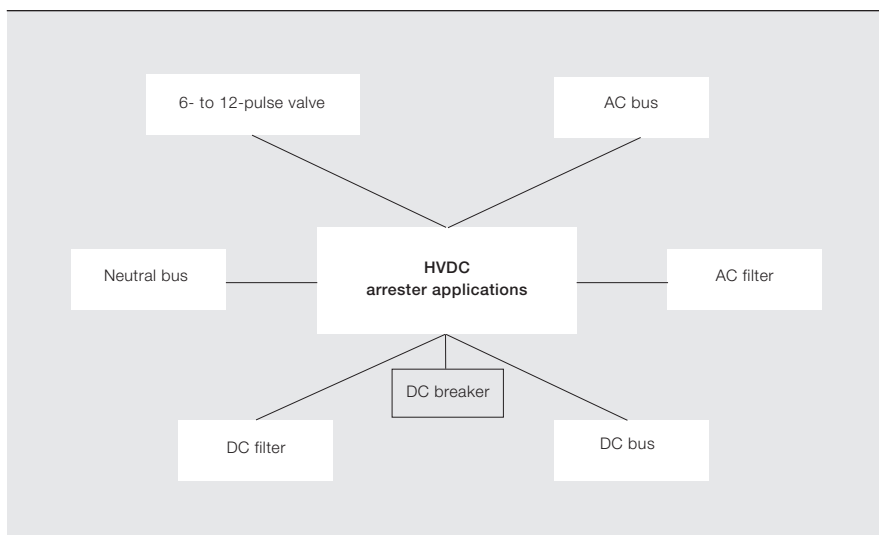 6- to 12-pulse valve
AC bus
Neutral bus
HVDC
arrester applications
AC filter
DC breaker
DC filter
DC bus